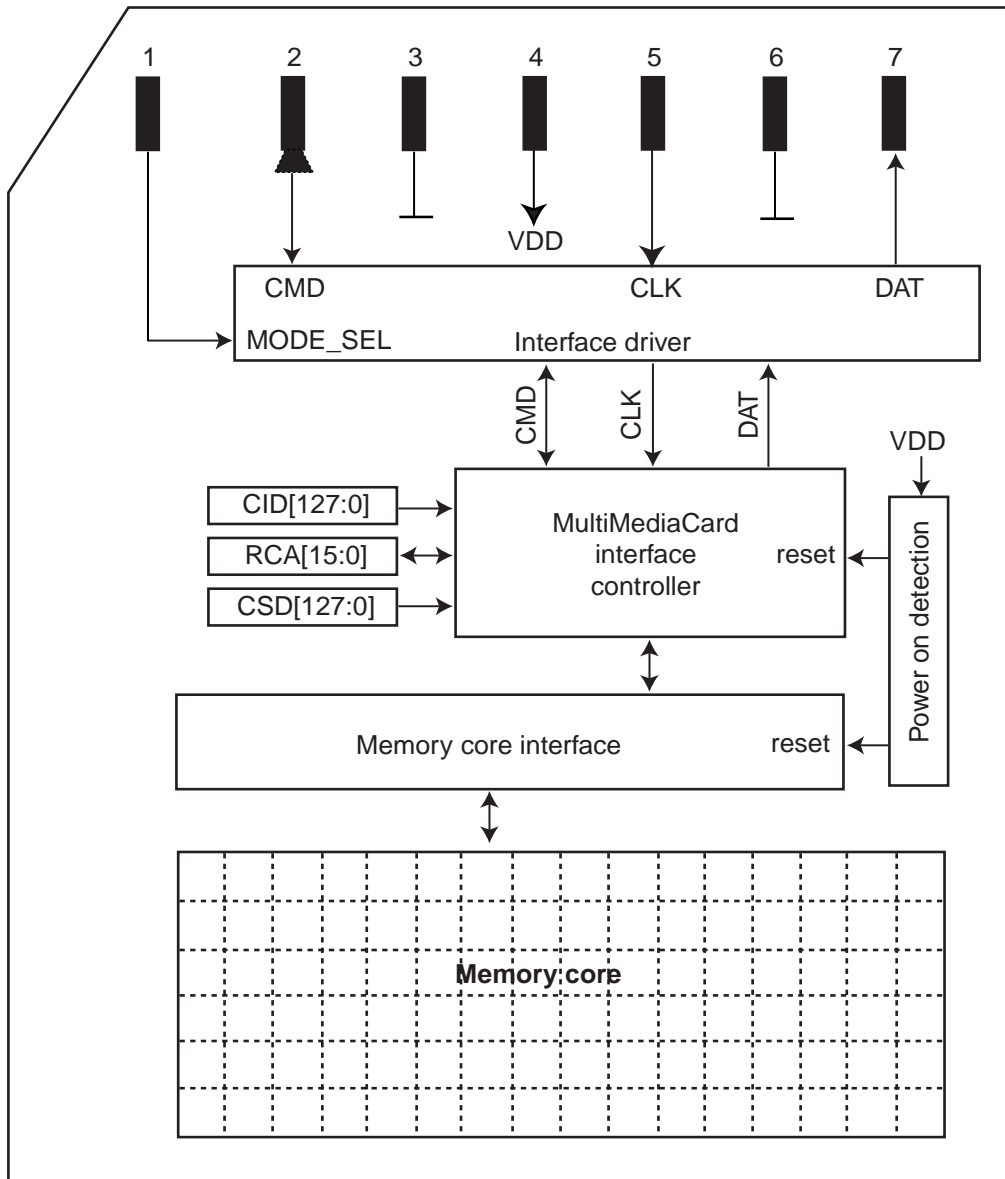 1 2 3 4 5 6 7
VDD
CMD CLK DAT
MODE_SEL Interface driver
CMD CLK DAT
VDD
CID[127:0]
RCA[15:0]
CSD[127:0]
MultiMediaCard
interface
controller
reset
Power on detection
Memory core interface reset
Memory core